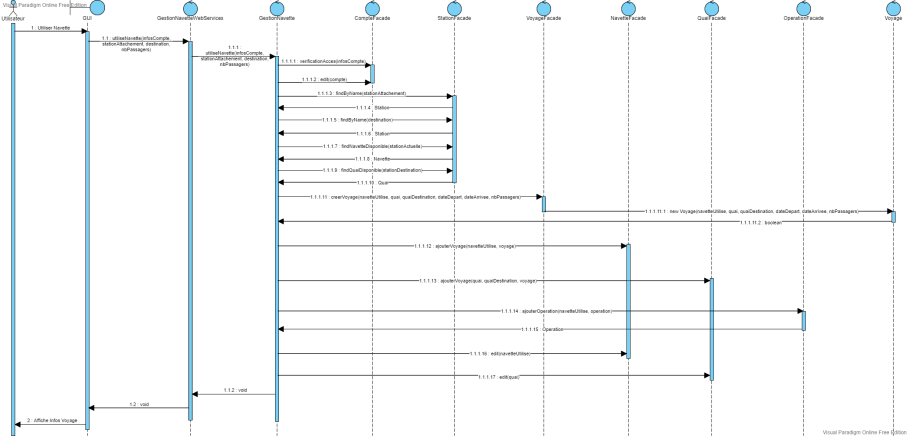 Visual Paradigm Online Free Edition
Utilisateur
GUI
GestionNavetteWebServices
GestionNavette
CompteFacade
StationFacade
VoyageFacade
NavetteFacade
QuaiFacade
OperationFacade
Voyage
1 : Utiliser Navette
1.1 : utiliseNavette(infosCompte,
stationAttachement, destination,
nbPassagers)
1.1.1 :
utiliseNavette(infosCompte,
stationAttachement, destination,
nbPassagers)
1.1.1.1 : verificationAcces(infosCompte)
1.1.1.2 : edit(compte)
1.1.1.3 : findByName(stationAttachement)
1.1.1.4 : Station
1.1.1.5 : findByName(destination)
1.1.1.6 : Station
1.1.1.7 : findNavetteDisponible(stationActuelle)
1.1.1.8 : Navette
1.1.1.9 : findQuaiDisponible(stationDestination)
1.1.1.10 : Quai
1.1.1.11 : creerVoyage(navetteUtilise, quai, quaiDestination, dateDepart, dateArrivee, nbPassagers)
1.1.1.11.1 : new Voyage(navetteUtilise, quai, quaiDestination, dateDepart, dateArrivee, nbPassagers)
1.1.1.11.2 : boolean
1.1.1.12 : ajouterVoyage(navetteUtilise, voyage)
1.1.1.13 : ajouterVoyage(quai, quaiDestination, voyage)
1.1.1.14 : ajouterOperation(navetteUtilise, operation)
1.1.1.15 : Operation
1.1.1.16 : edit(navetteUtilise)
1.1.1.17 : edit(quai)
1.1.2 : void
1.2 : void
2 : Affiche Infos Voyage
Visual Paradigm Online Free Edition